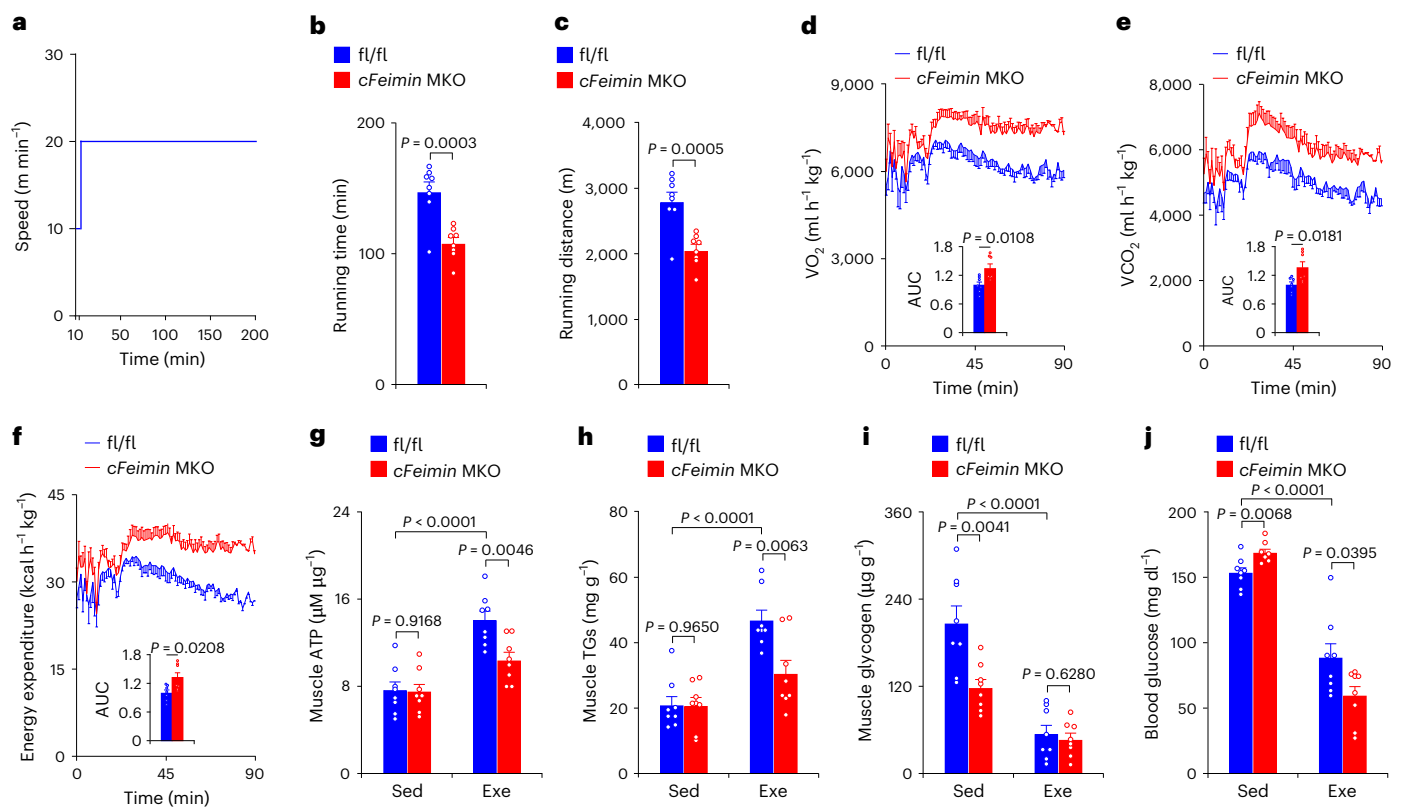 a
30
20
10
0
Speed (m min⁻¹)
10
50
100
150
200
Time (min)
b
fl/fl
cFeimin MKO
200
100
0
Running time (min)
P = 0.0003
c
fl/fl
cFeimin MKO
4,000
3,000
2,000
1,000
0
Running distance (m)
P = 0.0005
d
fl/fl
cFeimin MKO
9,000
6,000
3,000
0
VO₂ (ml h⁻¹ kg⁻¹)
P = 0.0108
1.8
1.2
0.6
0
AUC
0
45
90
Time (min)
e
fl/fl
cFeimin MKO
8,000
6,000
4,000
2,000
0
VCO₂ (ml h⁻¹ kg⁻¹)
P = 0.0181
1.8
1.2
0.6
0
AUC
0
45
90
Time (min)
f
fl/fl
cFeimin MKO
45
30
15
0
Energy expenditure (kcal h⁻¹ kg⁻¹)
P = 0.0208
1.8
1.2
0.6
0
AUC
0
45
90
Time (min)
g
fl/fl
cFeimin MKO
24
16
8
0
Muscle ATP (µM µg⁻¹)
P < 0.0001
P = 0.0046
P = 0.9168
Sed
Exe
h
fl/fl
cFeimin MKO
80
60
40
20
0
Muscle TGs (mg g⁻¹)
P < 0.0001
P = 0.0063
P = 0.9650
Sed
Exe
i
fl/fl
cFeimin MKO
360
240
120
0
Muscle glycogen (µg g⁻¹)
P < 0.0001
P = 0.0041
P = 0.6280
Sed
Exe
j
fl/fl
cFeimin MKO
200
150
100
50
0
Blood glucose (mg dl⁻¹)
P < 0.0001
P = 0.0068
P = 0.0395
Sed
Exe